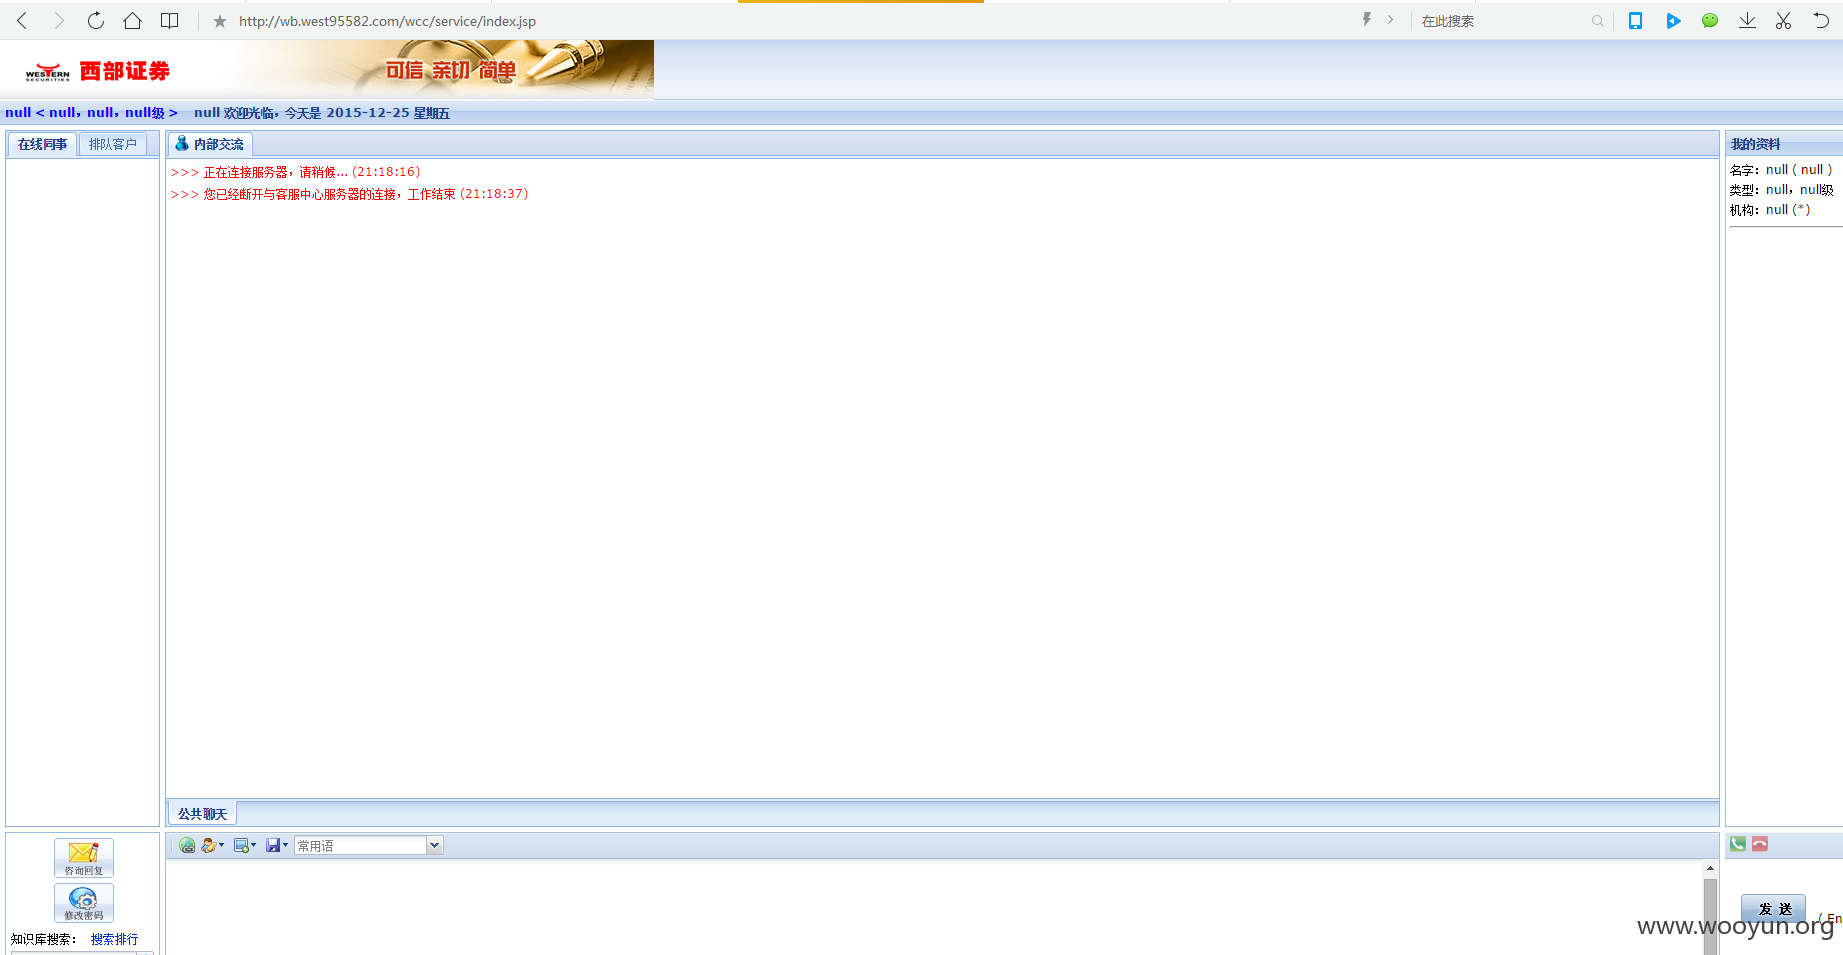 http://wb.west95582.com/wcc/service/index.jsp
在此搜索
WESTERN SECURITIES 西部证券
可信 亲切 简单
null < null，null，null级 > null 欢迎光临，今天是 2015-12-25 星期五
在线同事 排队客户
内部交流
我的资料
>>> 正在连接服务器，请稍候... (21:18:16)
>>> 您已经断开与客服中心服务器的连接，工作结束 (21:18:37)
名字：null ( null )
类型：null，null级
机构：null (*)
公共聊天
常用语
咨询回复
修改密码
知识库搜索： 搜索排行
发 送
( En
www.wooyun.org